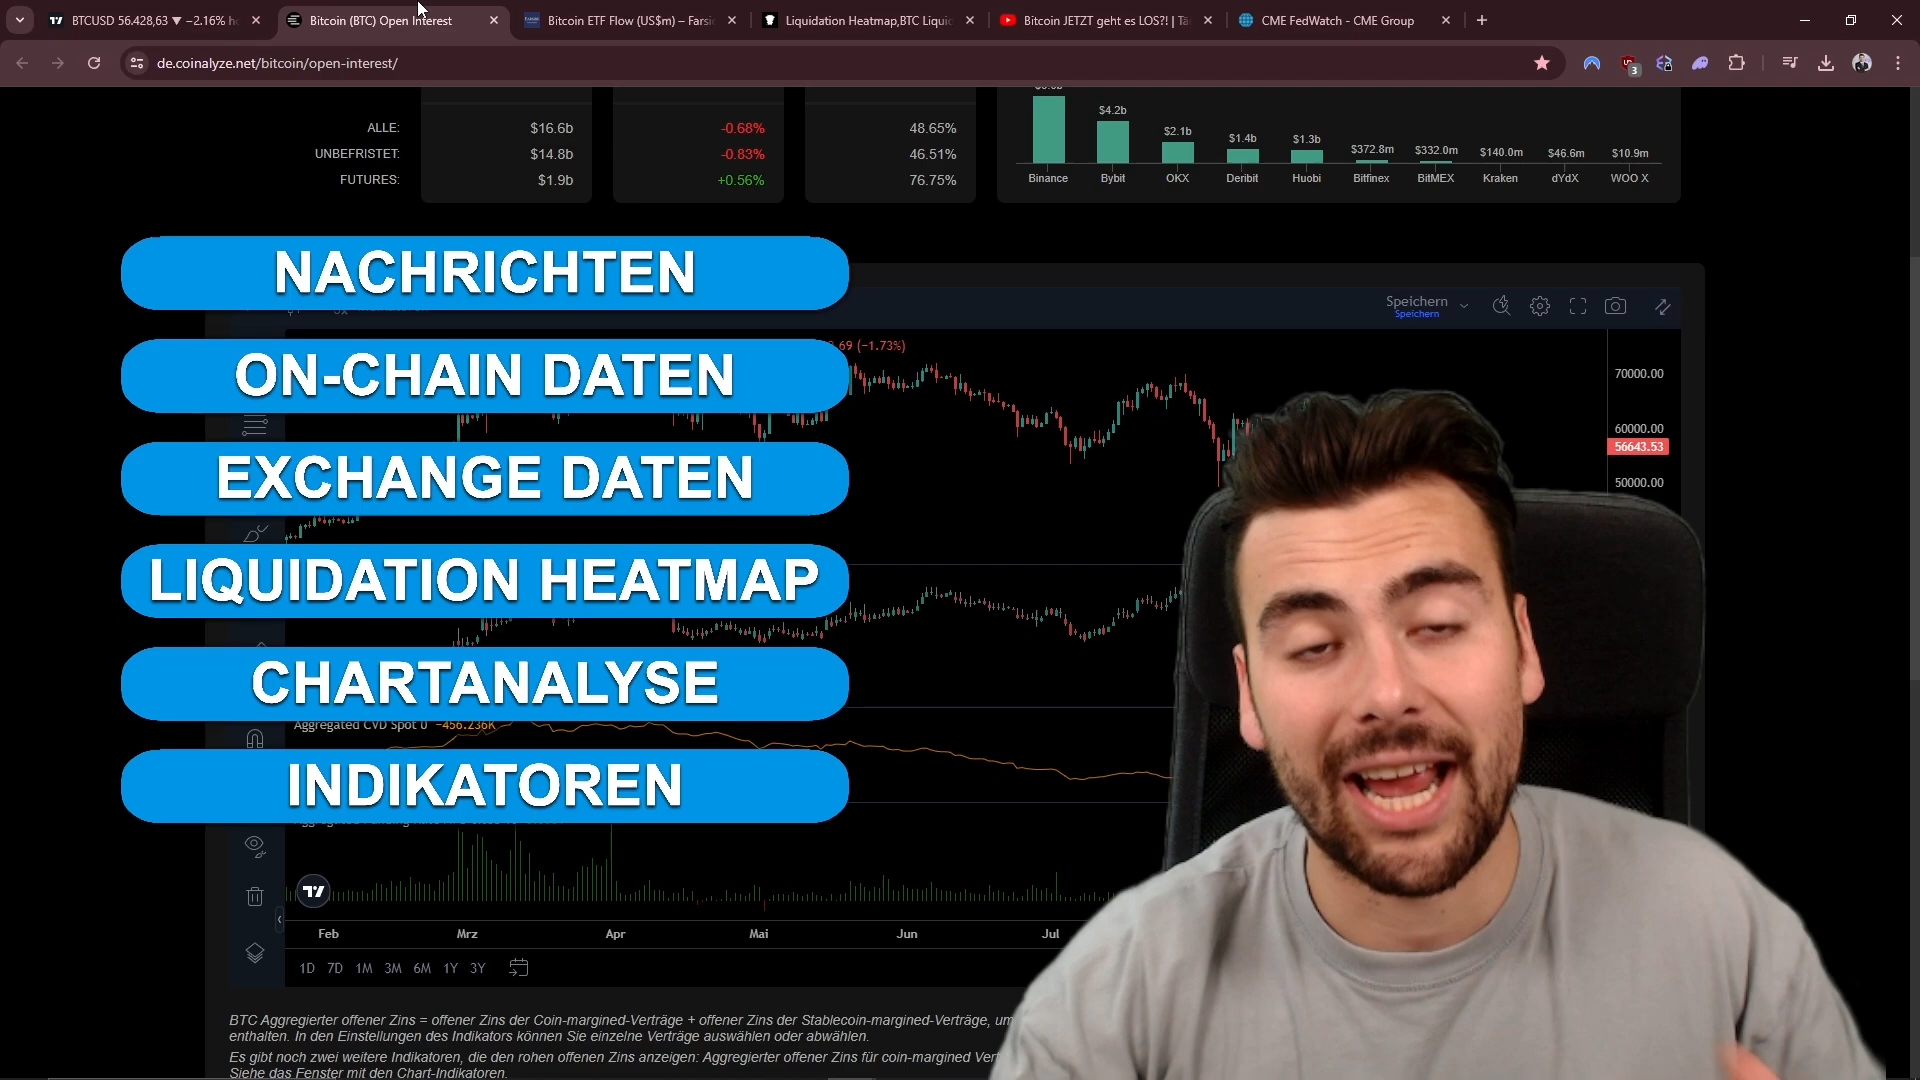 BTCUSD 56.428,63 ▼ −2.16%
Bitcoin (BTC) Open Interest
Bitcoin ETF Flow (US$m) – Farsi
Liquidation Heatmap,BTC Liqui
Bitcoin JETZT geht es LOS?! | Tä
CME FedWatch - CME Group
de.coinalyze.net/bitcoin/open-interest/
3
ALLE: $16.6b -0.68% 48.65%
UNBEFRISTET: $14.8b -0.83% 46.51%
FUTURES: $1.9b +0.56% 76.75%
$4.2b
$2.1b
$1.4b
$1.3b
$372.8m
$332.0m
$140.0m
$46.6m
$10.9m
Binance Bybit OKX Deribit Huobi Bitfinex BitMEX Kraken dYdX WOO X
NACHRICHTEN
ON-CHAIN DATEN
EXCHANGE DATEN
LIQUIDATION HEATMAP
CHARTANALYSE
INDIKATOREN
Speichern
Speichern
69 (−1.73%)
70000.00
60000.00
56643.53
50000.00
Aggregated CVD Spot 0 −456.236K
Feb Mrz Apr Mai Jun Jul
1D 7D 1M 3M 6M 1Y 3Y
BTC Aggregierter offener Zins = offener Zins der Coin-margined-Verträge + offener Zins der Stablecoin-margined-Verträge, um
enthalten. In den Einstellungen des Indikators können Sie einzelne Verträge auswählen oder abwählen.
Es gibt noch zwei weitere Indikatoren, die den rohen offenen Zins anzeigen: Aggregierter offener Zins für coin-margined Ver
Siehe das Fenster mit den Chart-Indikatoren.